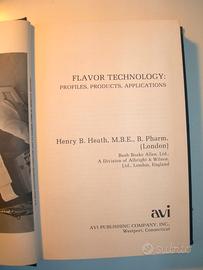 FLAVOR TECHNOLOGY:
PROFILES, PRODUCTS, APPLICATIONS
Henry B. Heath, M.B.E., B. Pharm.
(London)
Bush Boake Allen, Ltd.,
A Division of Albright & Wilson,
Ltd., London, England
avi
AVI PUBLISHING COMPANY, INC.
Westport, Connecticut
subito